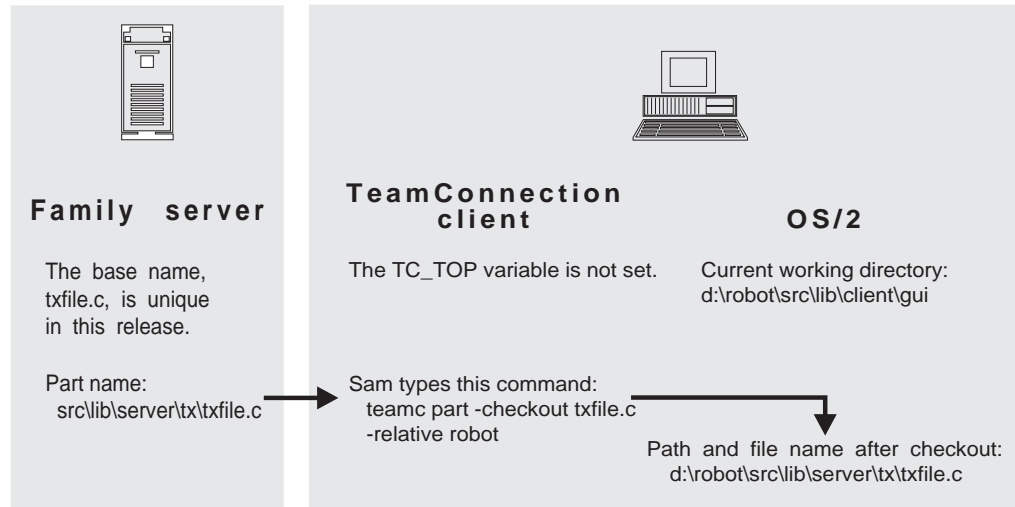 Family server
The base name,
txfile.c, is unique
in this release.
Part name:
src\lib\server\tx\txfile.c
TeamConnection
client
The TC_TOP variable is not set.
Sam types this command:
teamc part -checkout txfile.c
-relative robot
OS/2
Current working directory:
d:\robot\src\lib\client\gui
Path and file name after checkout:
d:\robot\src\lib\server\tx\txfile.c